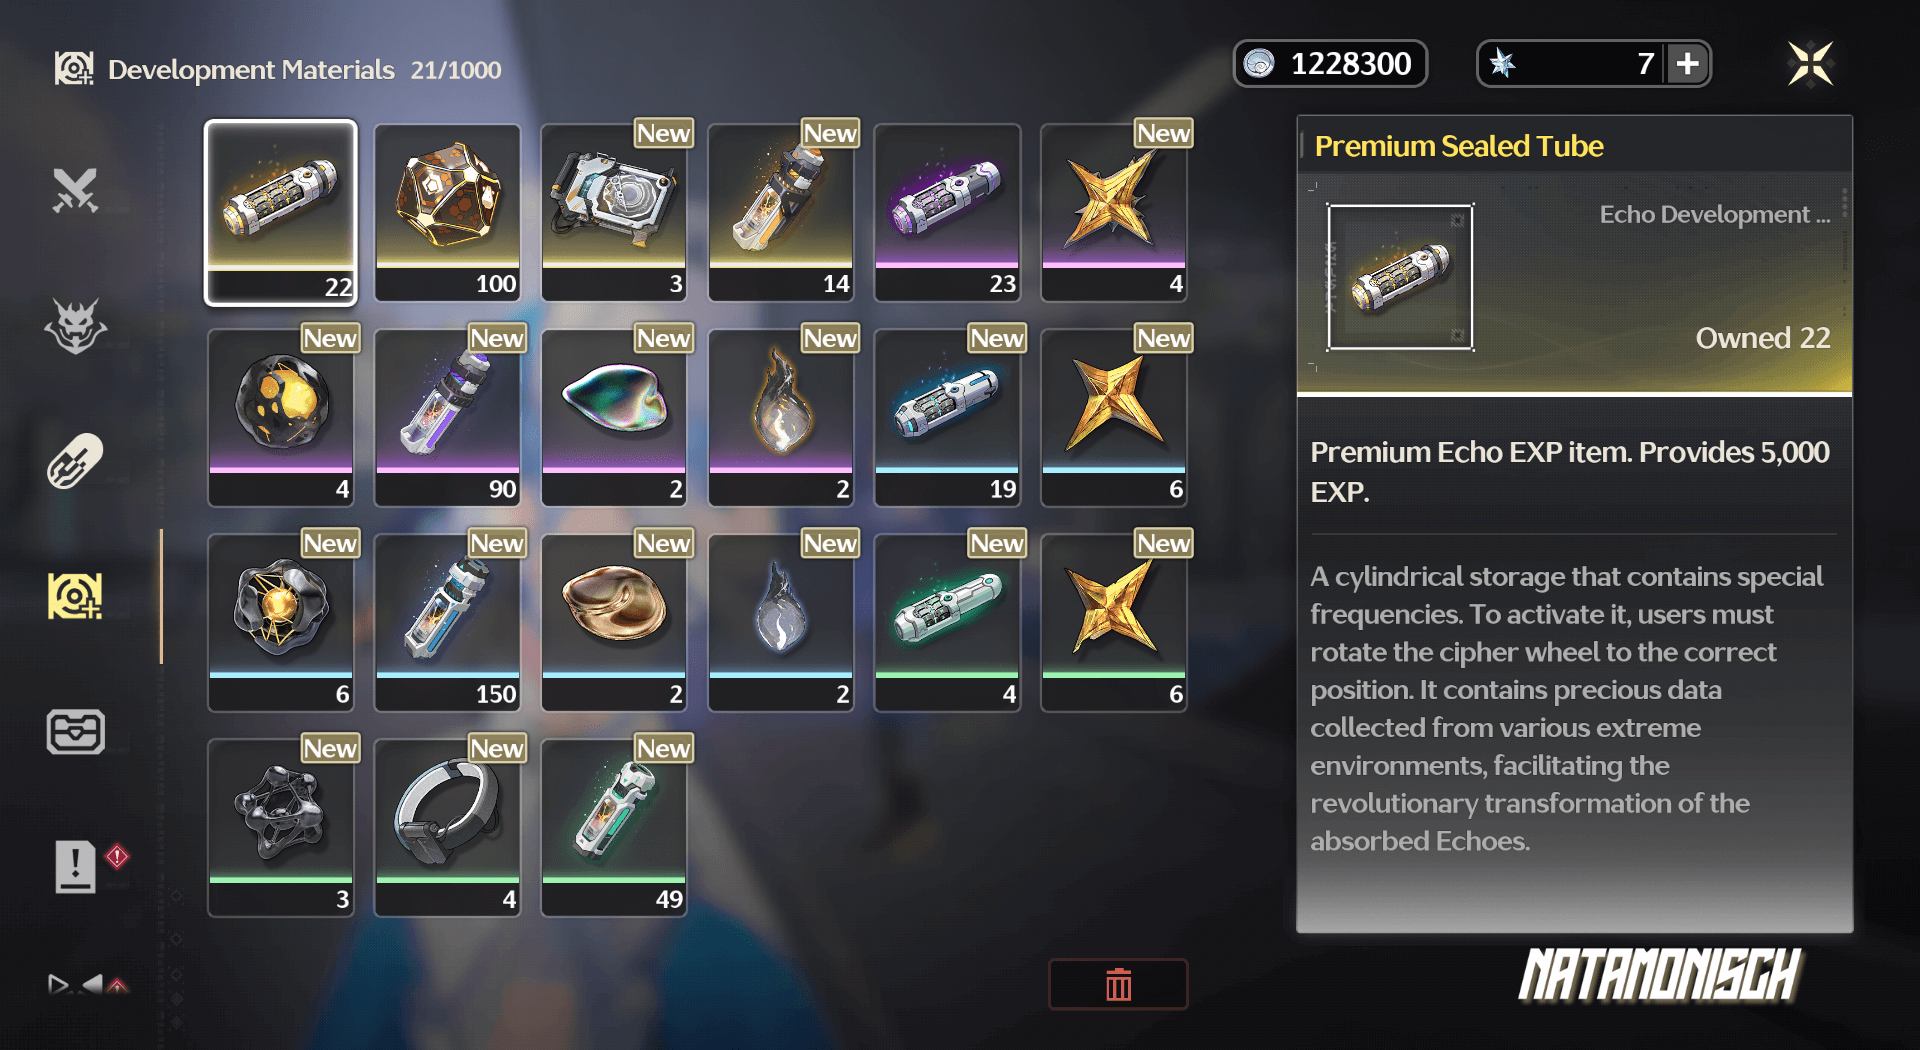 Development Materials 21/1000
1228300
7
22
100
New
3
New
14
23
New
4
New
4
New
90
New
2
New
2
New
19
New
6
New
6
New
150
New
2
New
2
New
4
New
6
New
3
New
4
New
49
Premium Sealed Tube
Echo Development ...
Owned 22
Premium Echo EXP item. Provides 5,000
EXP.
A cylindrical storage that contains special
frequencies. To activate it, users must
rotate the cipher wheel to the correct
position. It contains precious data
collected from various extreme
environments, facilitating the
revolutionary transformation of the
absorbed Echoes.
NATAMONISCH